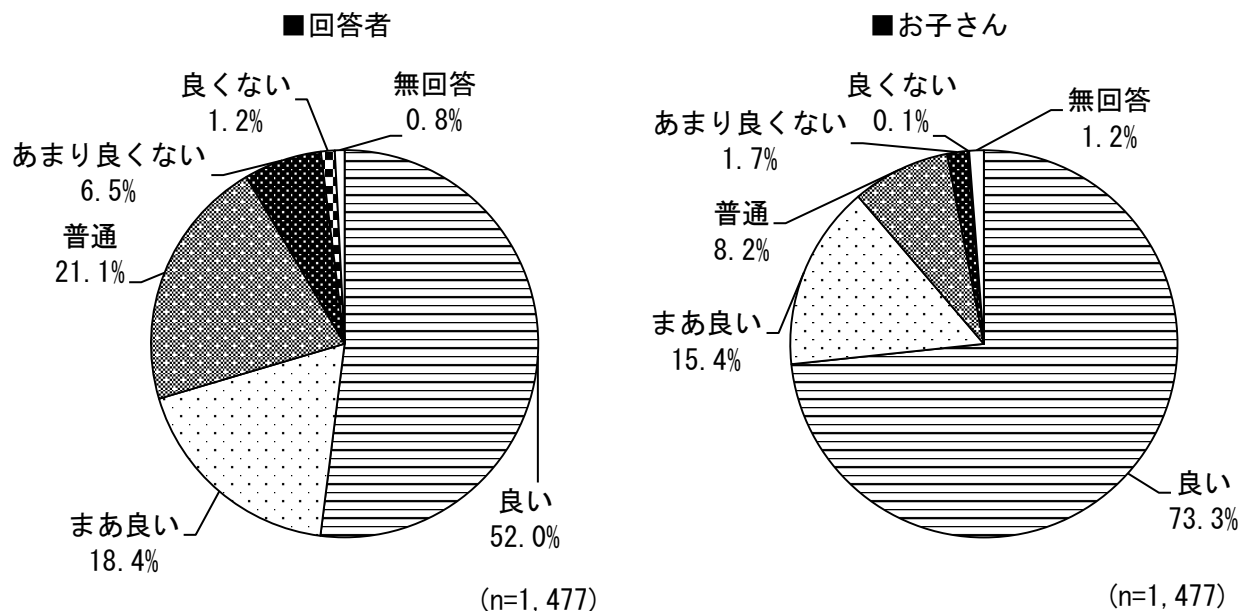 ■回答者
良くない
1.2%
無回答
0.8%
あまり良くない
6.5%
普通
21.1%
まあ良い
18.4%
良い
52.0%
(n=1,477)
■お子さん
良くない
0.1%
無回答
1.2%
あまり良くない
1.7%
普通
8.2%
まあ良い
15.4%
良い
73.3%
(n=1,477)